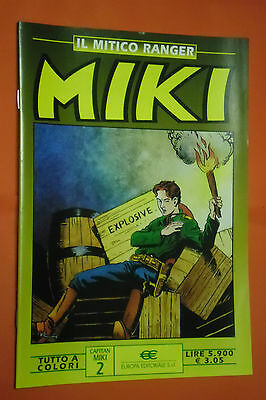 IL MITICO RANGER
MIKI
EXPLOSIVE
TUTTO A
COLORI
CAPITAN
MIKI
2
EUROPA EDITORIALE S.r.l.
LIRE 5.900
€ 3.05